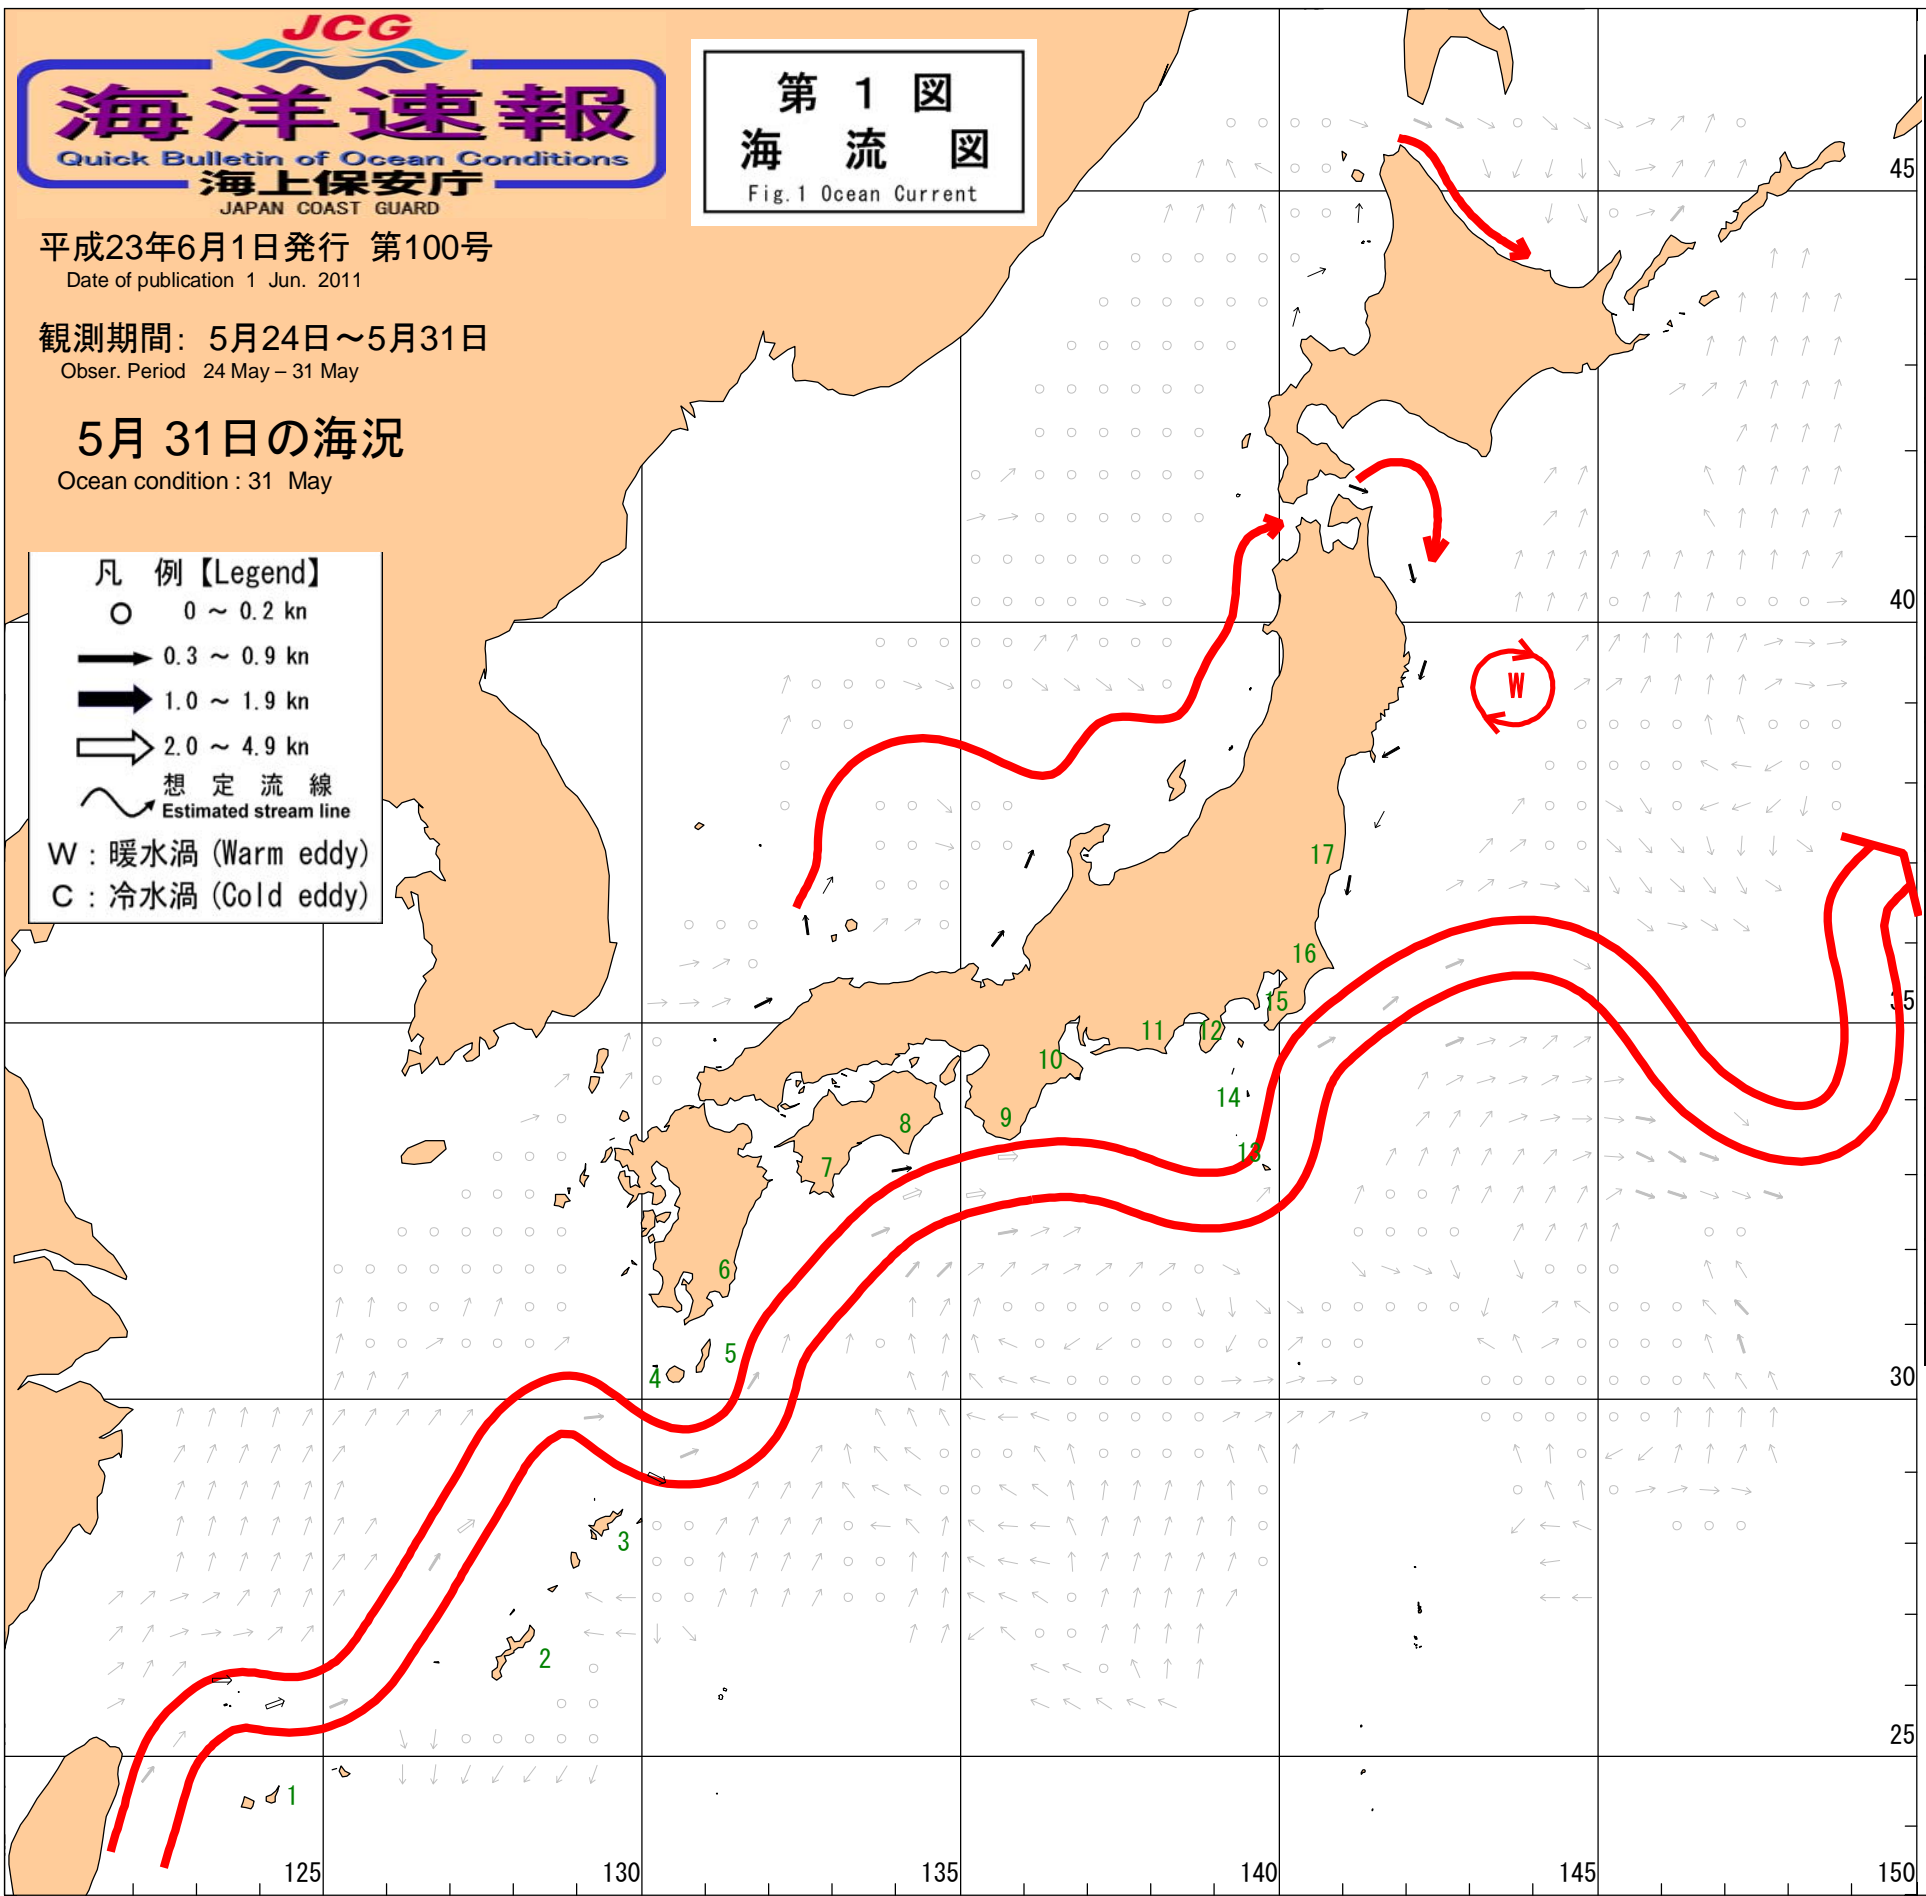 JCG
海洋速報
Quick Bulletin of Ocean Conditions
海上保安庁
JAPAN COAST GUARD
第 1 図
海 流 図
Fig.1 Ocean Current
平成23年6月1日発行 第100号
Date of publication 1 Jun. 2011
観測期間: 5月24日～5月31日
Obser. Period 24 May – 31 May
5月 31日の海況
Ocean condition : 31 May
凡 例【Legend】
0 ～ 0.2 kn
0.3 ～ 0.9 kn
1.0 ～ 1.9 kn
2.0 ～ 4.9 kn
想 定 流 線
Estimated stream line
W : 暖水渦 (Warm eddy)
C : 冷水渦 (Cold eddy)
45
40
W
17
16
35
15
12
11
10
14
9
8
13
7
6
5
4
30
3
2
25
1
125
130
135
140
145
150